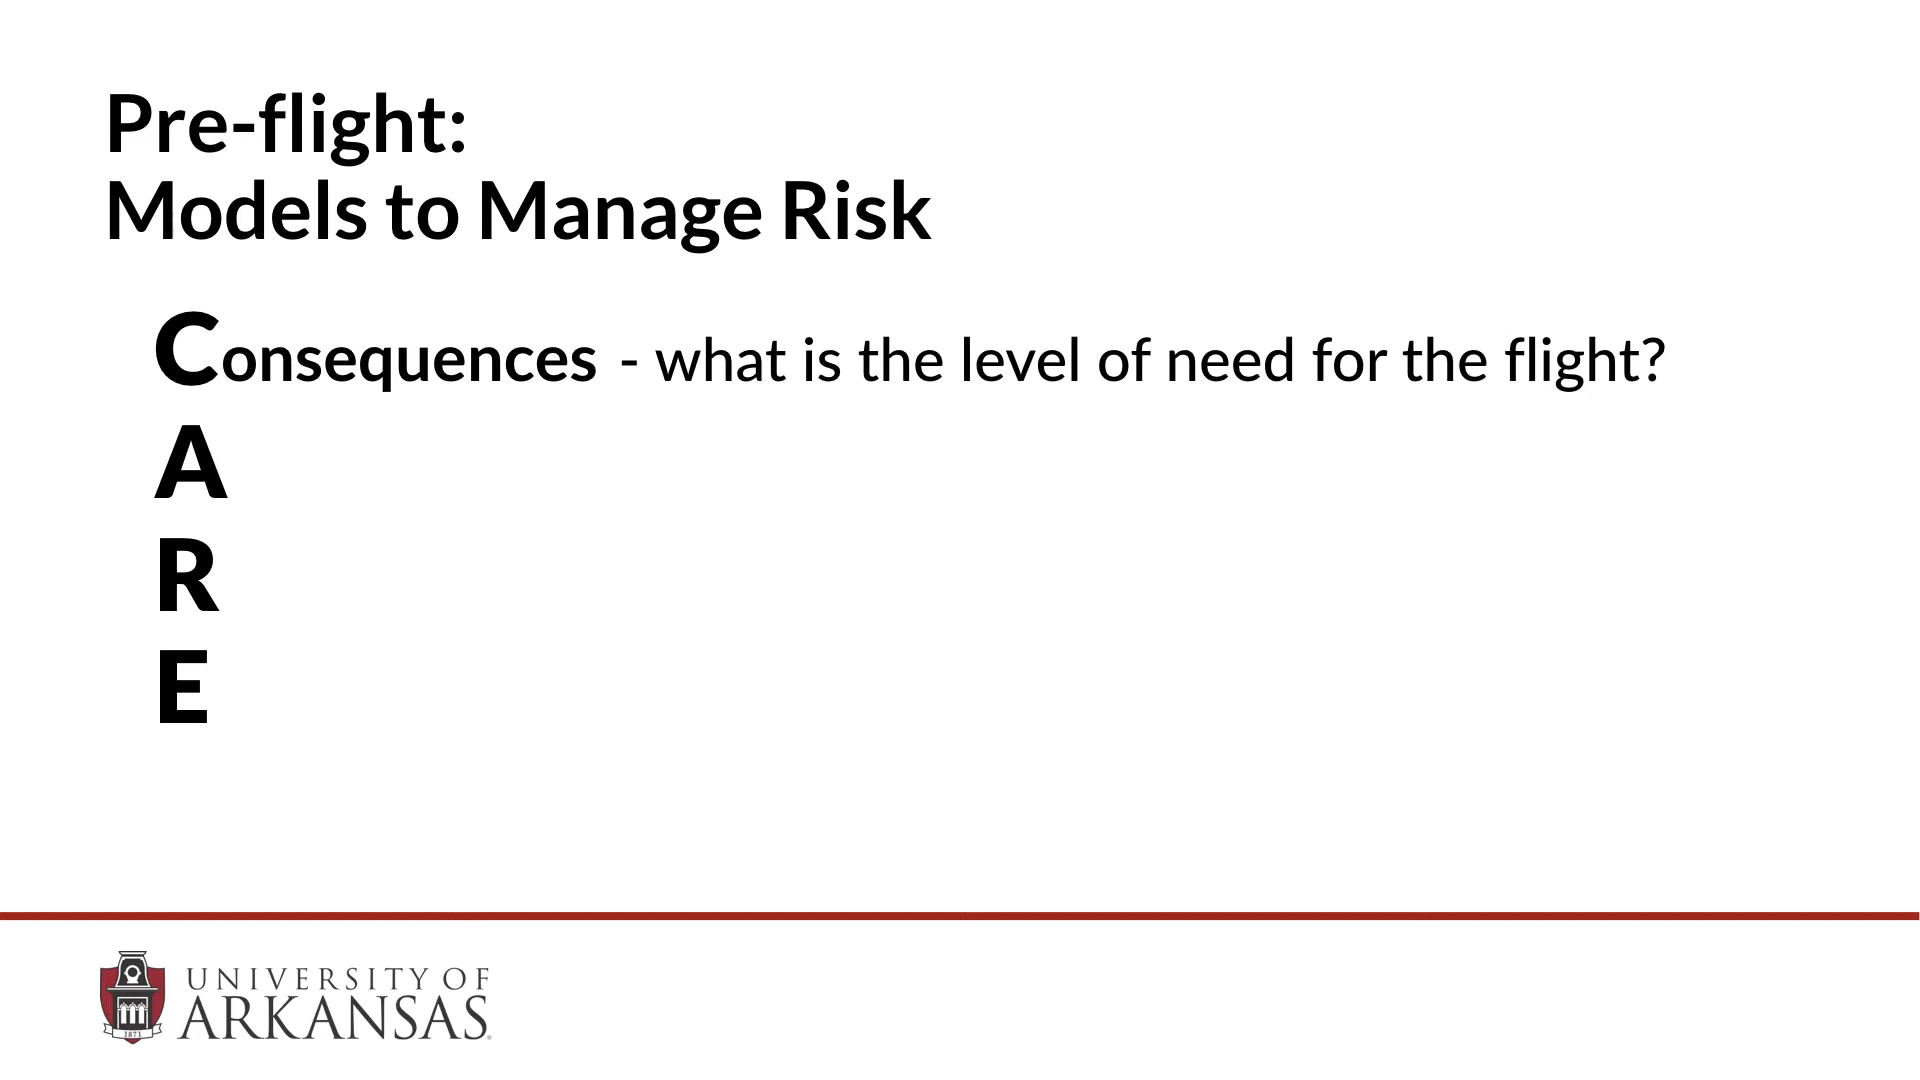 Pre-flight:
Models to Manage Risk
Consequences - what is the level of need for the flight?
A
R
E
UNIVERSITY OF
ARKANSAS
1871